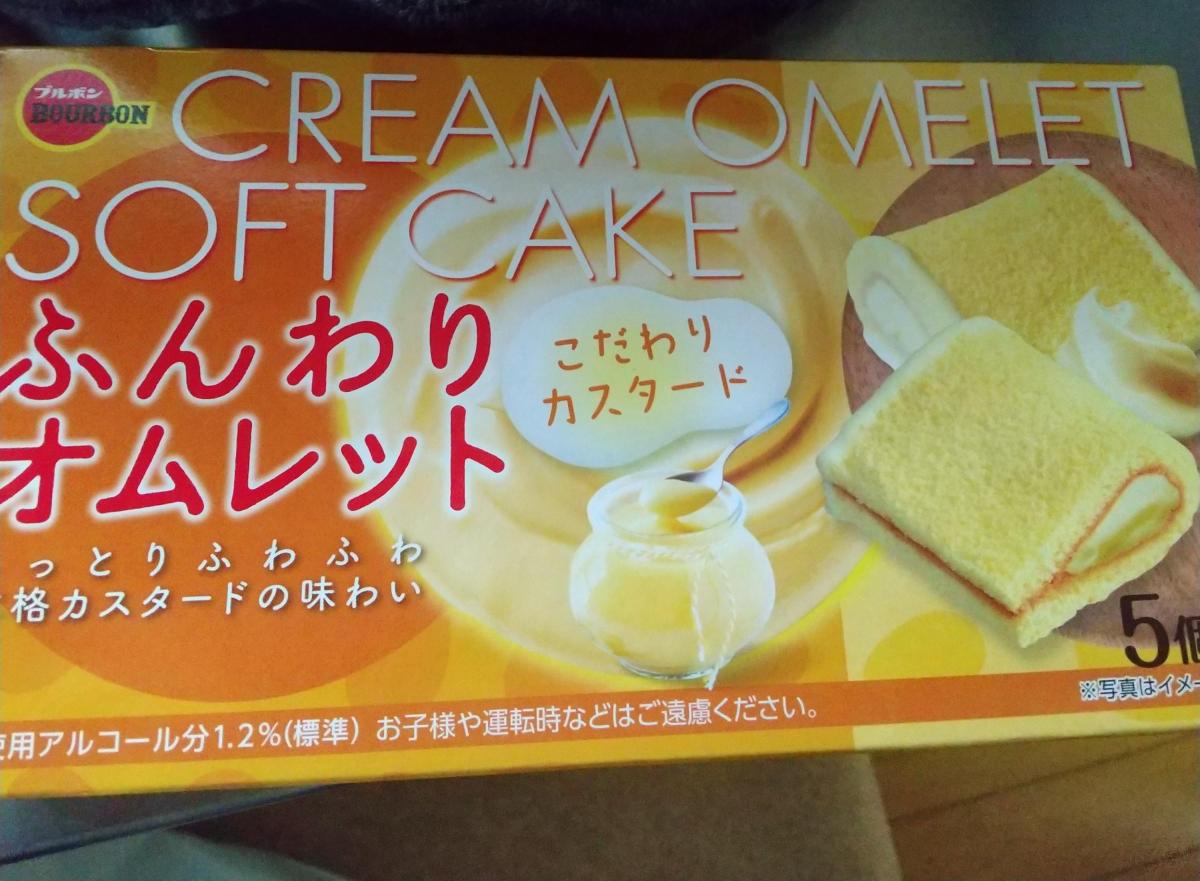 ブルボン
BOURBON
CREAM OMELET
SOFT CAKE
ふんわり
オムレット
こだわり
カスタード
っとりふわふわ
格カスタードの味わい
5個
※写真はイメー
使用アルコール分1.2%(標準) お子様や運転時などはご遠慮ください。